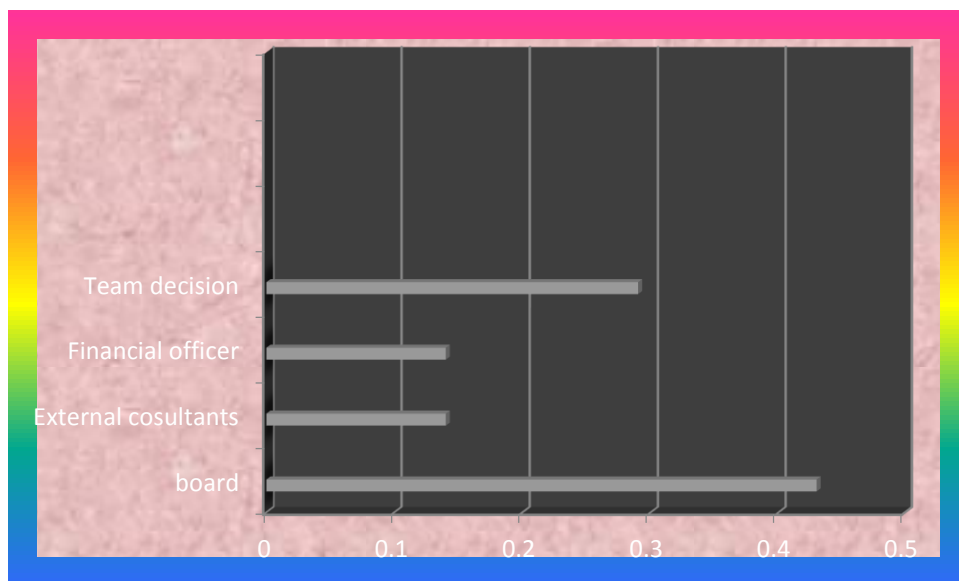 Team decision
Financial officer
External cosultants
board
0 0.1 0.2 0.3 0.4 0.5